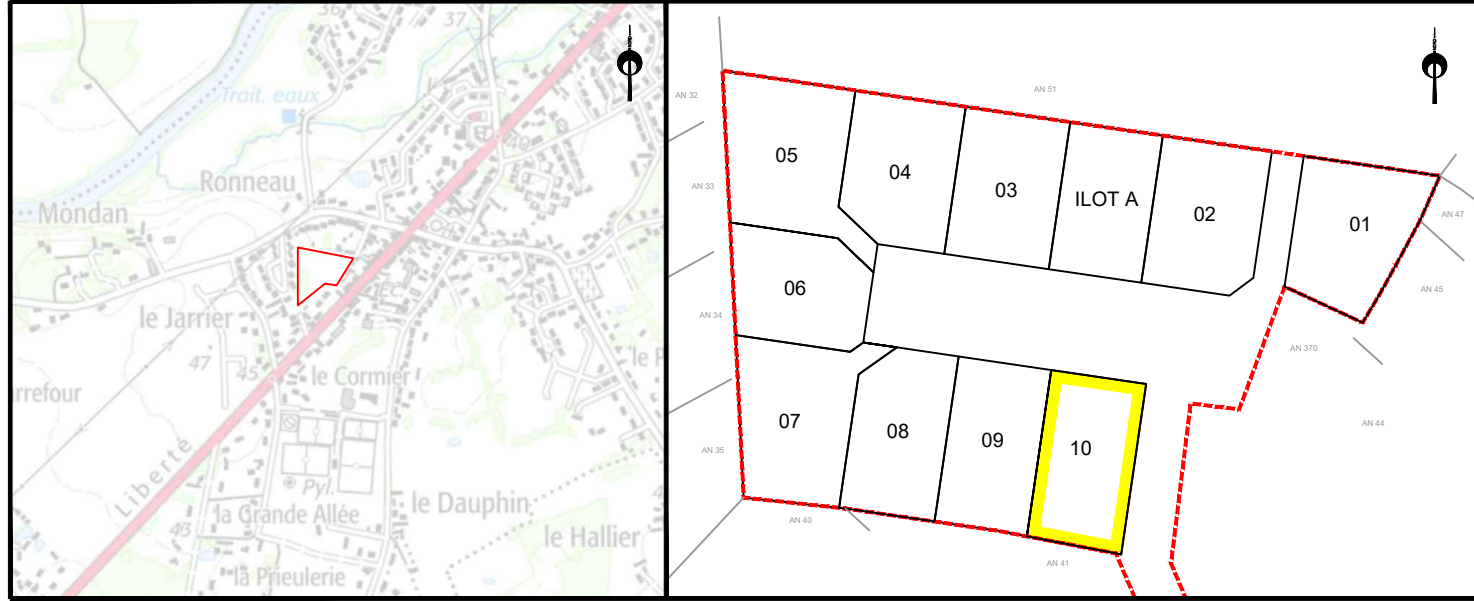 36
37
Trait. eaux
40
Ronneau
Mondan
le Jarrier
47
45
le Cormier
Liberté
Pyl.
la Grande Allée
le Dauphin
43
le Hallier
la Prieulerie
AN 32
AN 51
05
04
03
ILOT A
02
01
AN 47
AN 33
AN 45
06
AN 34
AN 370
07
08
09
10
AN 44
AN 35
AN 40
AN 41